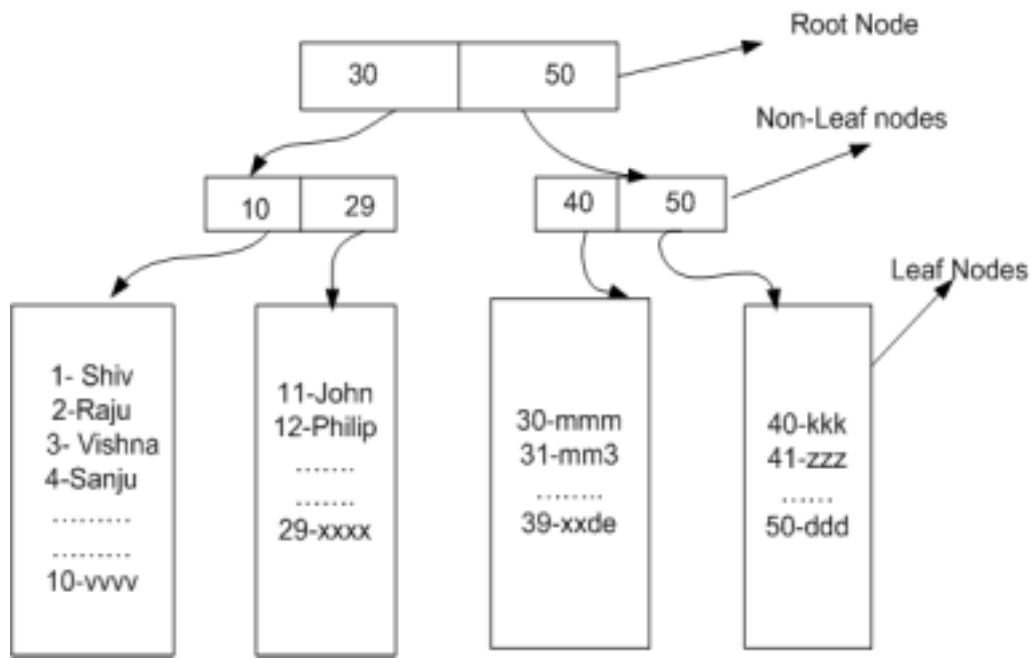 Root Node
30 50
Non-Leaf nodes
10 29 40 50
Leaf Nodes
1- Shiv
2-Raju
3- Vishna
4-Sanju
.........
.........
10-vvvv
11-John
12-Philip
.......
.......
29-xxxx
30-mmm
31-mm3
........
39-xxde
40-kkk
41-zzz
......
50-ddd